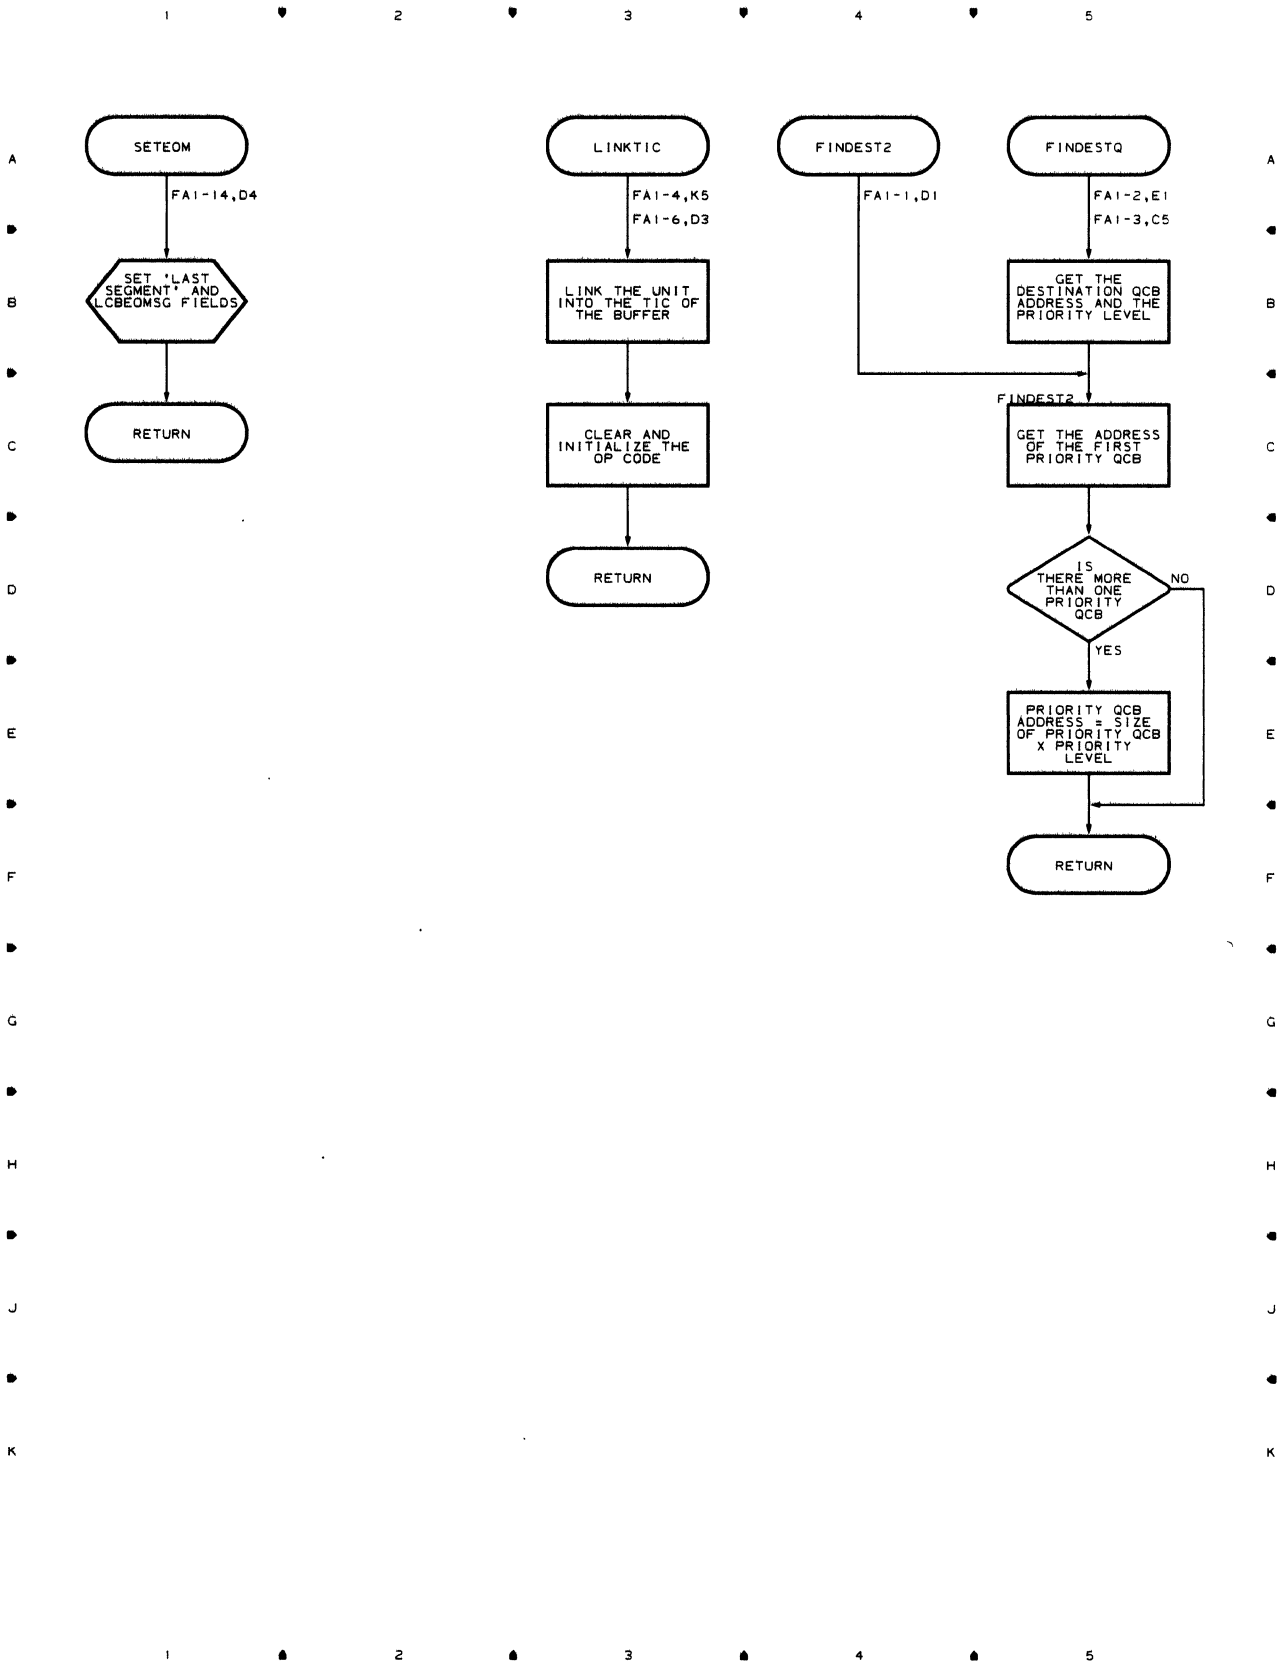 1 2 3 4 5
A A
SETEOM
FA1-14,D4
SET 'LAST
SEGMENT' AND
LCBEOMSG FIELDS
RETURN
LINKTIC
FA1-4,K5
FA1-6,D3
LINK THE UNIT
INTO THE TIC OF
THE BUFFER
CLEAR AND
INITIALIZE THE
OP CODE
RETURN
FINDEST2
FA1-1,D1
FINDESTQ
FA1-2,E1
FA1-3,C5
GET THE
DESTINATION QCB
ADDRESS AND THE
PRIORITY LEVEL
FINDEST2
GET THE ADDRESS
OF THE FIRST
PRIORITY QCB
IS
THERE MORE
THAN ONE
PRIORITY
QCB
NO
YES
PRIORITY QCB
ADDRESS = SIZE
OF PRIORITY QCB
X PRIORITY
LEVEL
RETURN
B B
C C
D D
E E
F F
G G
H H
J J
K K
1 2 3 4 5